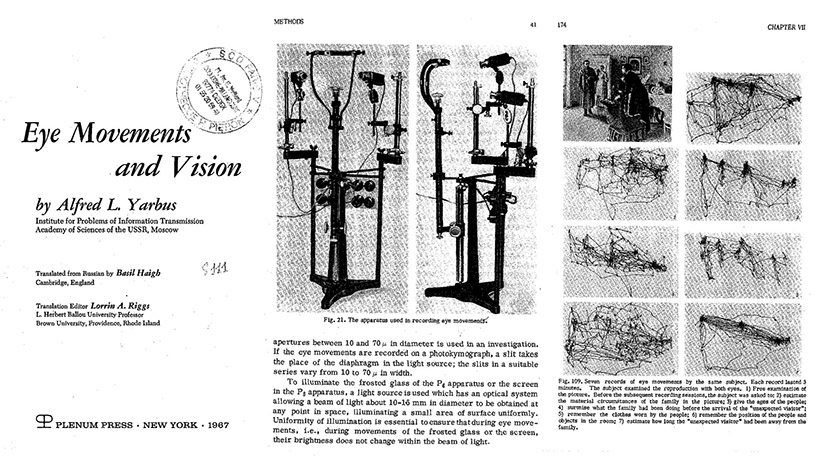 Eye Movements
and Vision
by Alfred L. Yarbus
Institute for Problems of Information Transmission
Academy of Sciences of the USSR, Moscow
Translated from Russian by Basil Haigh
Cambridge, England
Translation Editor Lorrin A. Riggs
L. Herbert Ballou University Professor
Brown University, Providence, Rhode Island
PLENUM PRESS · NEW YORK · 1967
METHODS 41
Fig. 21. The apparatus used in recording eye movements.
apertures between 10 and 70 μ in diameter is used in an investigation.
If the eye movements are recorded on a photokymograph, a slit takes
the place of the diaphragm in the light source; the slits in a suitable
series vary from 10 to 70 μ in width.
To illuminate the frosted glass of the P₄ apparatus or the screen
in the P₃ apparatus, a light source is used which has an optical system
allowing a beam of light about 10-16 mm in diameter to be obtained at
any point in space, illuminating a small area of surface uniformly.
Uniformity of illumination is essential to ensure that during eye move-
ments, i.e., during movements of the frosted glass or the screen,
their brightness does not change within the beam of light.
174 CHAPTER VII
Fig. 109. Seven records of eye movements by the same subject. Each record lasted 3
minutes. The subject examined the reproduction with both eyes. 1) Free examination of
the picture. Before the subsequent recording sessions, the subject was asked to: 2) estimate
the material circumstances of the family in the picture; 3) give the ages of the people;
4) surmise what the family had been doing before the arrival of the "unexpected visitor";
5) remember the clothes worn by the people; 6) remember the positions of the people and
objects in the room; 7) estimate how long the "unexpected visitor" had been away from the
family.